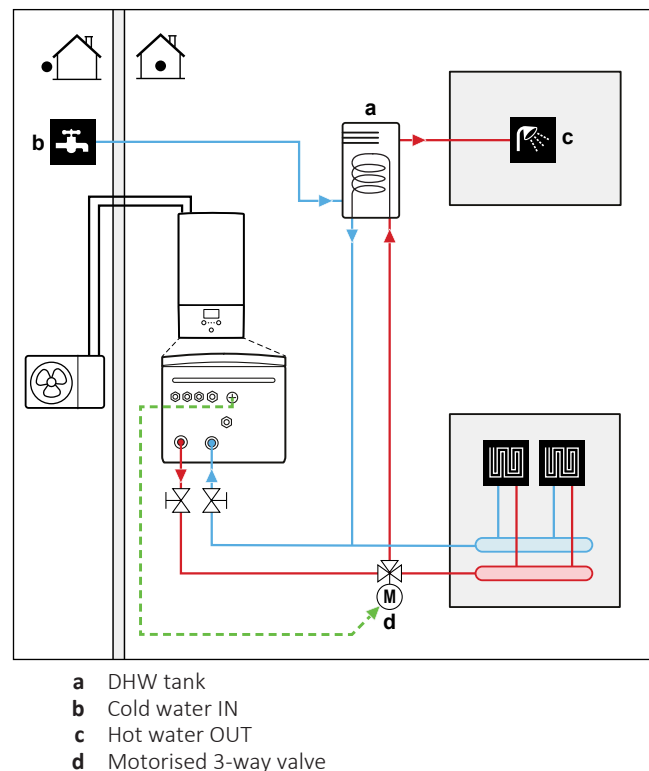 a
b
c
M
d
a DHW tank
b Cold water IN
c Hot water OUT
d Motorised 3-way valve